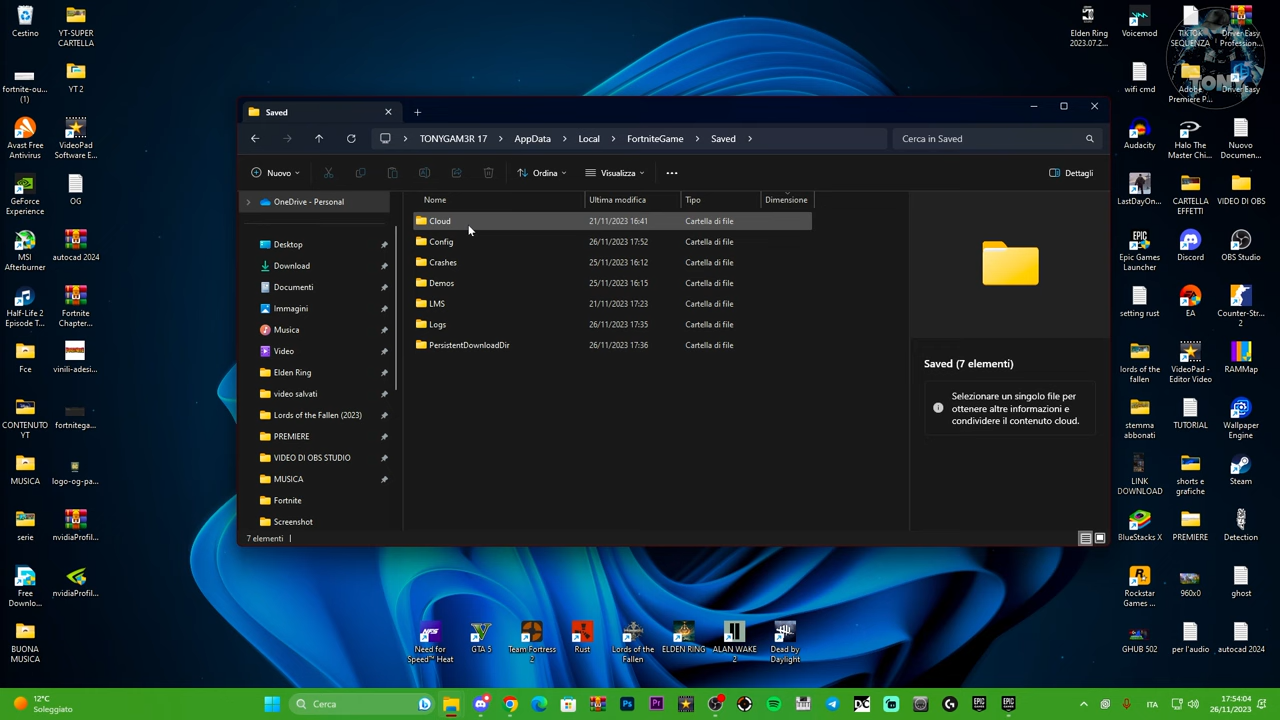 Cestino
YT-SUPER
CARTELLA
fortnite-ou...
(1)
YT 2
Avast Free
Antivirus
VideoPad
Software E...
GeForce
Experience
OG
MSI
Afterburner
autocad 2024
Half-Life 2
Episode T...
Fortnite
Chapter...
Fce
vinili-adesi...
CONTENUTO
YT
fortnitega...
MUSICA
logo-og-pa...
serie
nvidiaProfil...
Free
Downlo...
nvidiaProfil...
BUONA
MUSICA
Saved
TONYGAM3R 17
AppData
Local
FortniteGame
Saved
Cerca in Saved
Nuovo
Ordina
Visualizza
Dettagli
OneDrive - Personal
Desktop
Download
Documenti
Immagini
Musica
Video
Elden Ring
video salvati
Lords of the Fallen (2023)
PREMIERE
VIDEO DI OBS STUDIO
MUSICA
Fortnite
Screenshot
Nome Ultima modifica Tipo Dimensione
Cloud 21/11/2023 16:41 Cartella di file
Config 26/11/2023 17:52 Cartella di file
Crashes 25/11/2023 16:12 Cartella di file
Demos 25/11/2023 16:15 Cartella di file
LMS 21/11/2023 17:23 Cartella di file
Logs 26/11/2023 17:35 Cartella di file
PersistentDownloadDir 26/11/2023 17:36 Cartella di file
Saved (7 elementi)
Selezionare un singolo file per
ottenere altre informazioni e
condividere il contenuto cloud.
7 elementi
Elden Ring
2023.07.2...
Voicemod
TIKTOK
SEQUENZA
Driver Easy
Profession...
TONY
wifi cmd
Adobe
Premiere P...
Driver Easy
Audacity
Halo The
Master Chi...
Nuovo
Documen...
LastDayOn...
CARTELLA
EFFETTI
VIDEO DI OBS
EPIC
GAMES
Epic Games
Launcher
Discord
OBS Studio
setting rust
EA
Counter-Str...
2
lords of the
fallen
VideoPad -
Editor Video
RAMMap
stemma
abbonati
TUTORIAL
Wallpaper
Engine
LINK
DOWNLOAD
shorts e
grafiche
Steam
BlueStacks X
PREMIERE
Detection
Rockstar
Games ...
960x0
ghost
GHUB 502
per l'audio
autocad 2024
Need for
Speed™ Heat
GTA 5
Team Fortress
2
Rust
Lords of the
Fallen
ELDEN RING
ALAN WAKE
2
Dead by
Daylight
12°C
Soleggiato
Cerca
ITA
17:54:04
26/11/2023